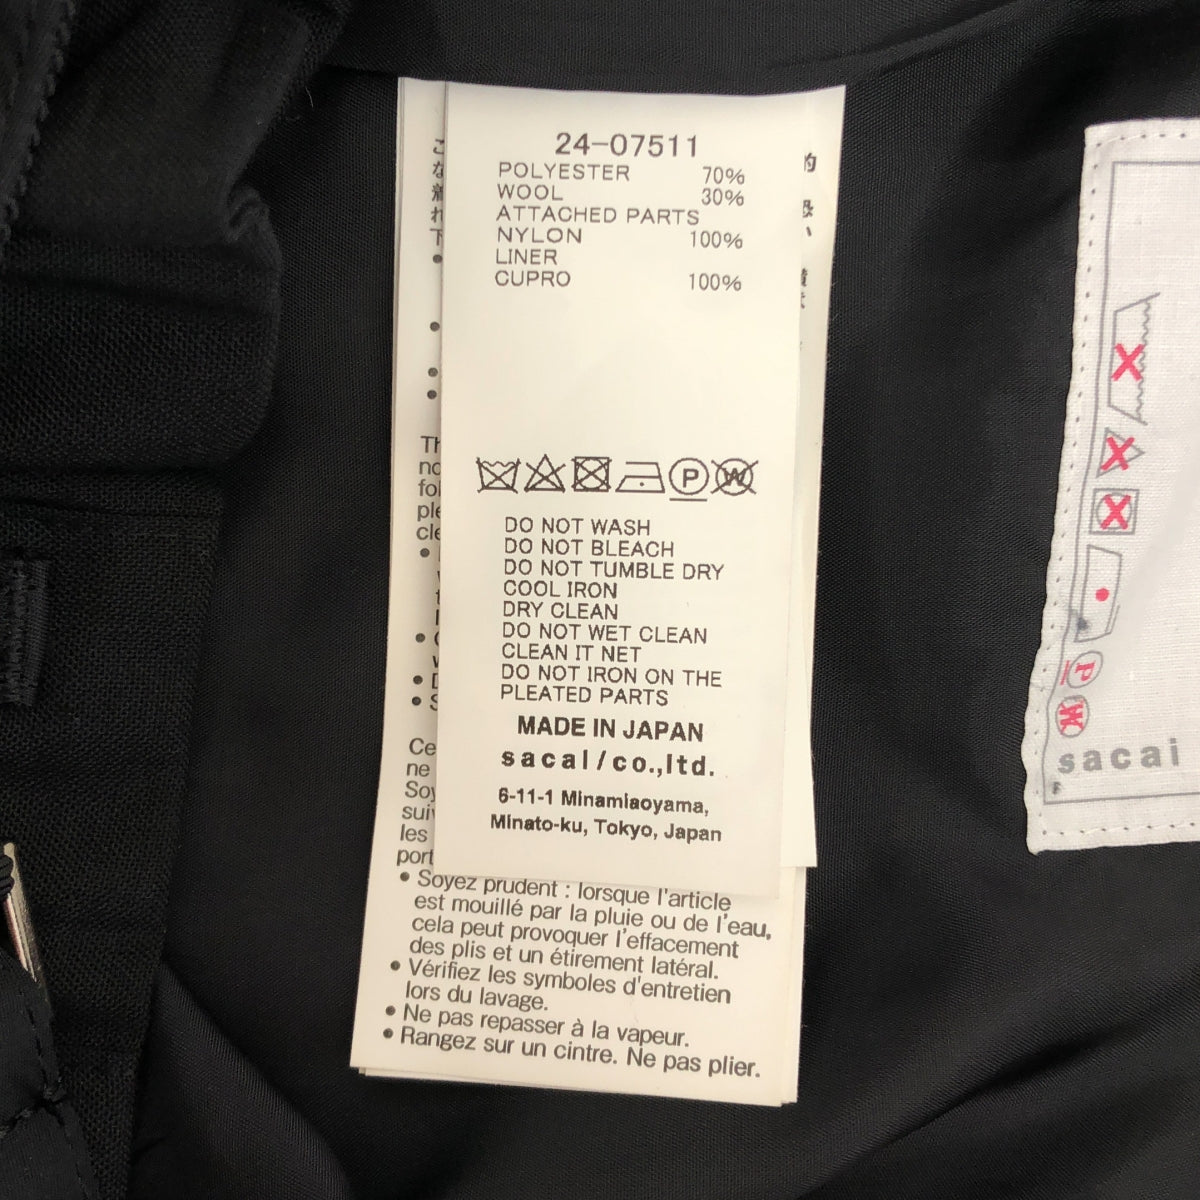 24-07511
POLYESTER 70%
WOOL 30%
ATTACHED PARTS
NYLON 100%
LINER
CUPRO 100%
P W
DO NOT WASH
DO NOT BLEACH
DO NOT TUMBLE DRY
COOL IRON
DRY CLEAN
DO NOT WET CLEAN
CLEAN IT NET
DO NOT IRON ON THE
PLEATED PARTS
MADE IN JAPAN
sacai/co.,ltd.
6-11-1 Minamiaoyama,
Minato-ku, Tokyo, Japan
Ce
ne
les
• Soyez prudent : lorsque l'article
est mouillé par la pluie ou de l'eau,
cela peut provoquer l'effacement
des plis et un étirement latéral.
• Vérifiez les symboles d'entretien
lors du lavage.
• Ne pas repasser à la vapeur.
• Rangez sur un cintre. Ne pas plier.
P
W
sacai